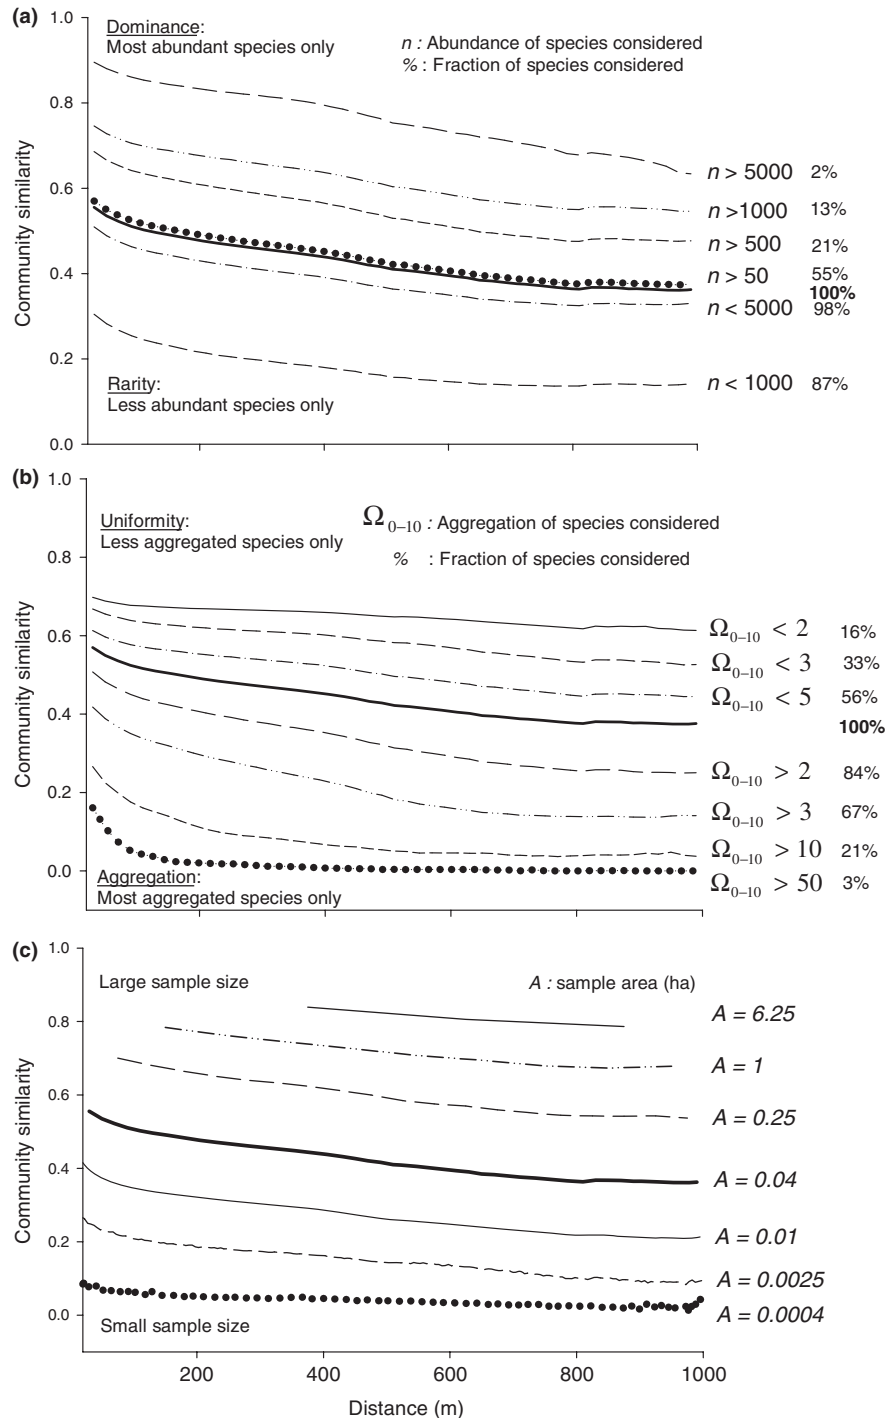 (a)
1.0
Dominance:
Most abundant species only
n : Abundance of species considered
% : Fraction of species considered
0.8
0.6
0.4
0.2
0.0
Community similarity
n > 5000 2%
n >1000 13%
n > 500 21%
n > 50 55%
100%
n < 5000 98%
n < 1000 87%
Rarity:
Less abundant species only
(b)
1.0
Uniformity:
Less aggregated species only
Ω0–10 : Aggregation of species considered
% : Fraction of species considered
0.8
0.6
0.4
0.2
0.0
Community similarity
Ω0–10 < 2 16%
Ω0–10 < 3 33%
Ω0–10 < 5 56%
100%
Ω0–10 > 2 84%
Ω0–10 > 3 67%
Ω0–10 > 10 21%
Ω0–10 > 50 3%
Aggregation:
Most aggregated species only
(c)
1.0
Large sample size
A : sample area (ha)
0.8
0.6
0.4
0.2
0.0
Community similarity
A = 6.25
A = 1
A = 0.25
A = 0.04
A = 0.01
A = 0.0025
A = 0.0004
Small sample size
200 400 600 800 1000
Distance (m)